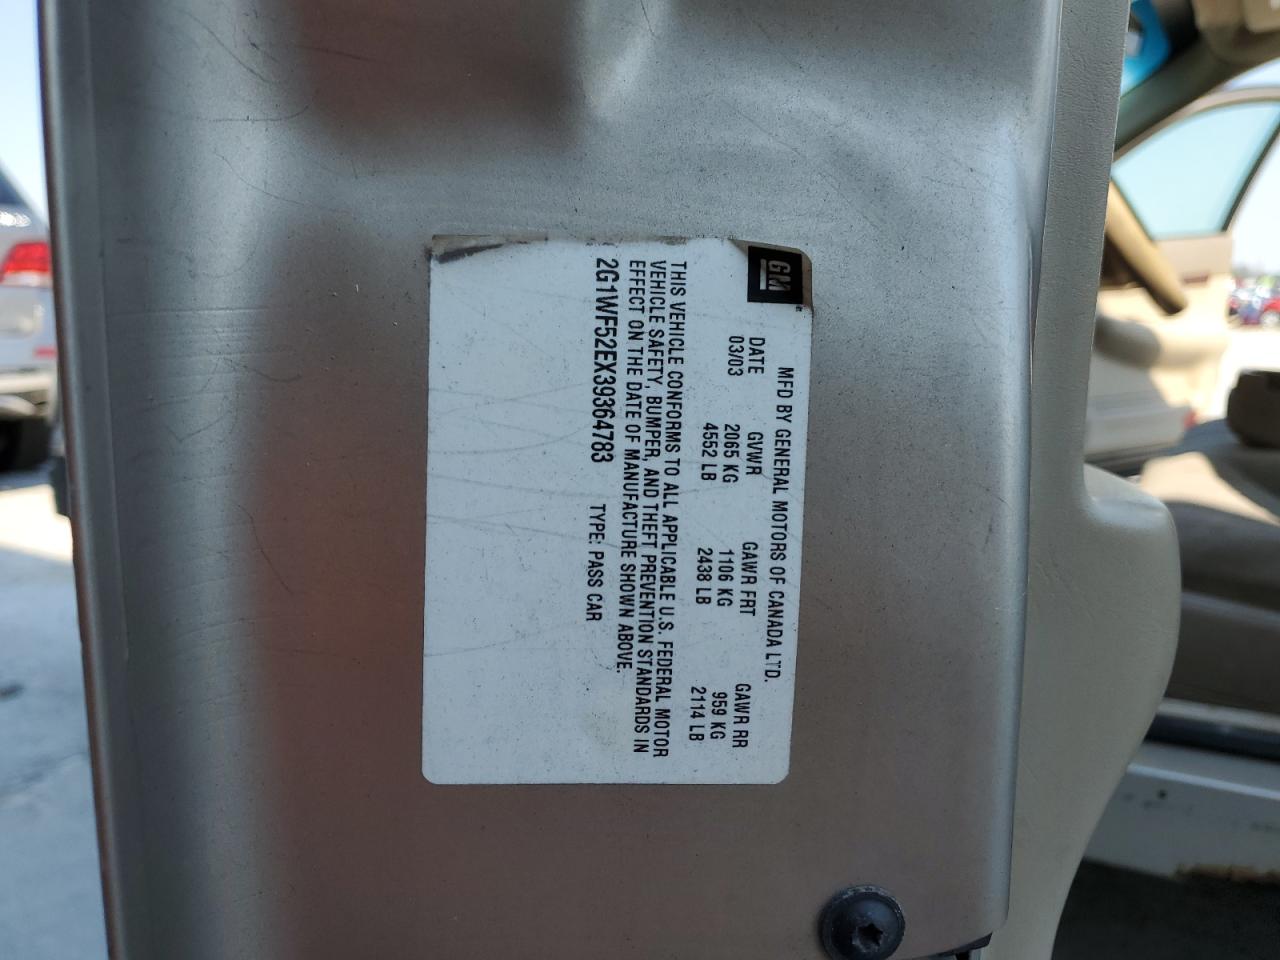 GM
MFD BY GENERAL MOTORS OF CANADA LTD.
DATE GVWR GAWR FRT GAWR RR
03/03 2065 KG 1106 KG 959 KG
4552 LB 2438 LB 2114 LB
THIS VEHICLE CONFORMS TO ALL APPLICABLE U.S. FEDERAL MOTOR
VEHICLE SAFETY, BUMPER, AND THEFT PREVENTION STANDARDS IN
EFFECT ON THE DATE OF MANUFACTURE SHOWN ABOVE.
2G1WF52EX39364783 TYPE: PASS CAR